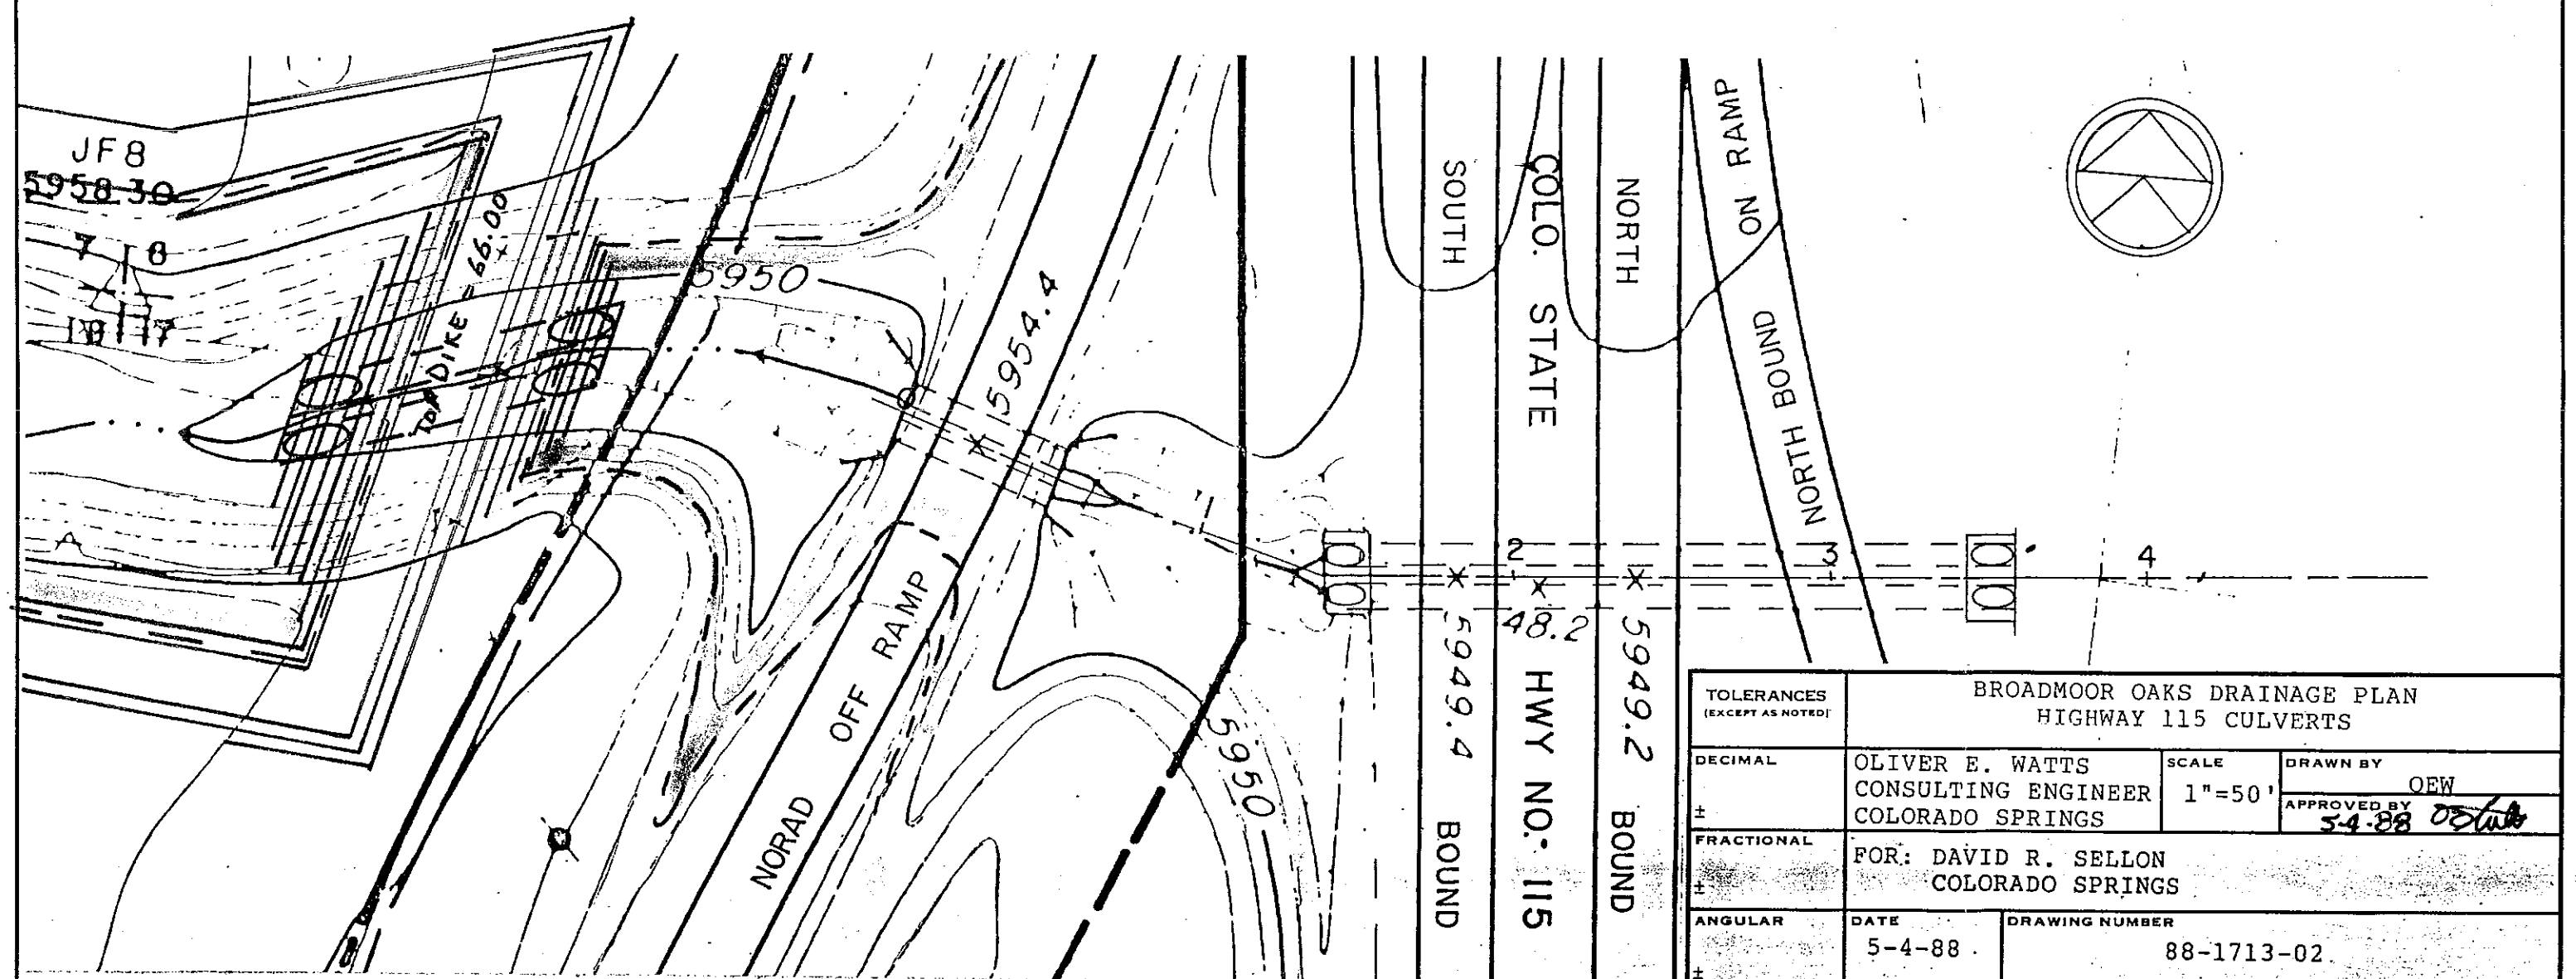 JF8
5958.30
7 8
TOP DIKE = 66.00
5950
5954.4
NORAD OFF RAMP
5950
SOUTH BOUND
COLO. STATE HWY NO. 115
NORTH BOUND
NORTH BOUND ON RAMP
1
2
3
4
5949.4
48.2
5949.2
TOLERANCES
(EXCEPT AS NOTED)
BROADMOOR OAKS DRAINAGE PLAN
HIGHWAY 115 CULVERTS
DECIMAL
±
OLIVER E. WATTS
CONSULTING ENGINEER
COLORADO SPRINGS
SCALE
1"=50'
DRAWN BY
OEW
APPROVED BY
5-4-88
FRACTIONAL
±
FOR: DAVID R. SELLON
COLORADO SPRINGS
ANGULAR
±
DATE
5-4-88
DRAWING NUMBER
88-1713-02